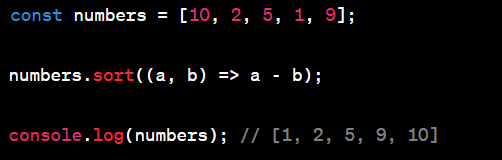 const numbers = [10, 2, 5, 1, 9];
numbers.sort((a, b) => a - b);
console.log(numbers); // [1, 2, 5, 9, 10]